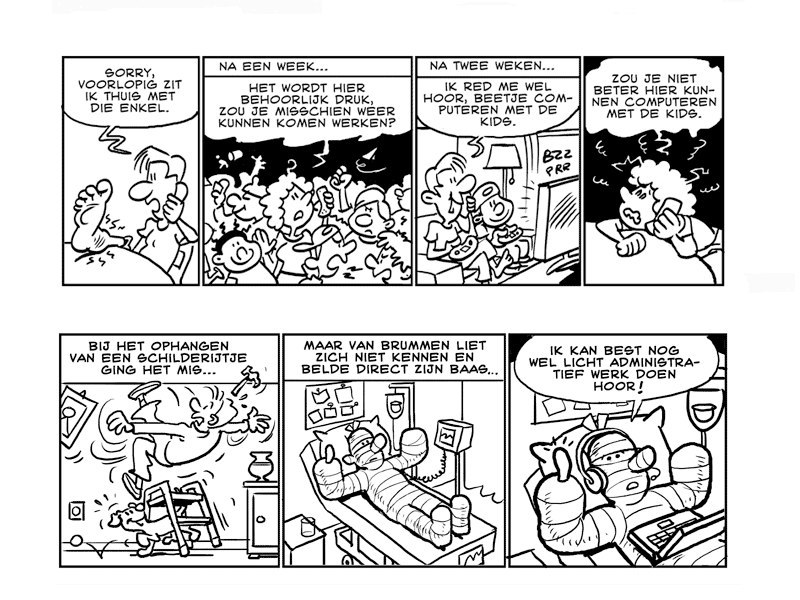 SORRY,
VOORLOPIG ZIT
IK THUIS MET
DIE ENKEL.
NA EEN WEEK...
HET WORDT HIER
BEHOORLIJK DRUK,
ZOU JE MISSCHIEN WEER
KUNNEN KOMEN WERKEN?
NA TWEE WEKEN...
IK RED ME WEL
HOOR, BEETJE COM-
PUTEREN MET DE
KIDS.
BZZ
PRR
ZOU JE NIET
BETER HIER KUN-
NEN COMPUTEREN
MET DE KIDS.
BIJ HET OPHANGEN
VAN EEN SCHILDERIJTJE
GING HET MIS...
MAAR VAN BRUMMEN LIET
ZICH NIET KENNEN EN
BELDE DIRECT ZIJN BAAS...
IK KAN BEST NOG
WEL LICHT ADMINISTRA-
TIEF WERK DOEN
HOOR!